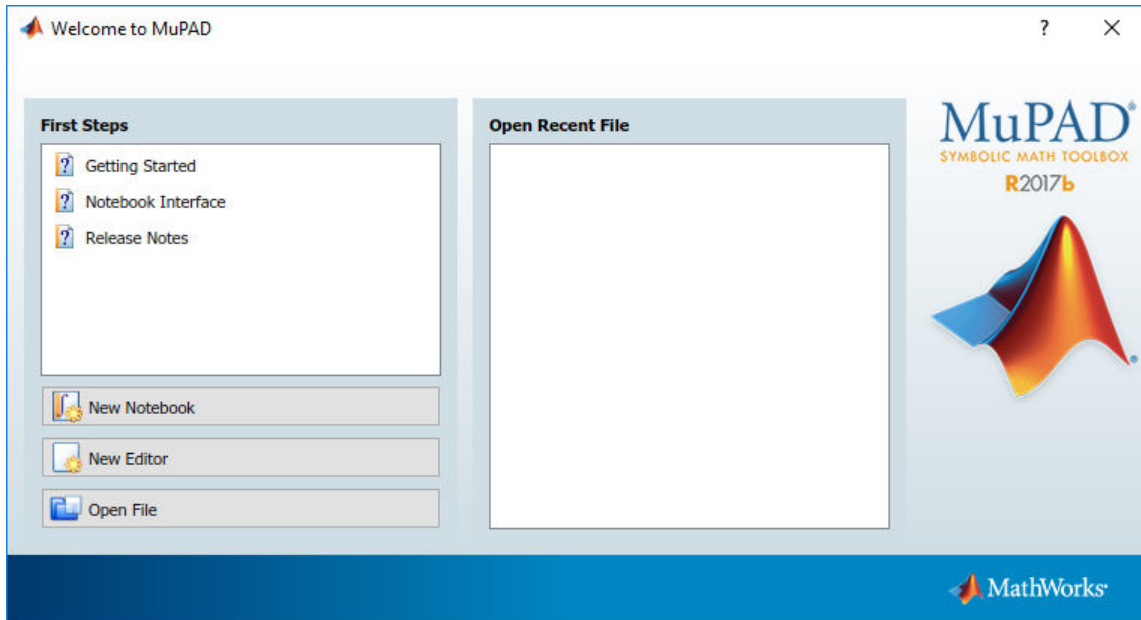 Welcome to MuPAD
?
First Steps
Getting Started
Notebook Interface
Release Notes
New Notebook
New Editor
Open File
Open Recent File
MuPAD®
SYMBOLIC MATH TOOLBOX
R2017b
®
MathWorks®